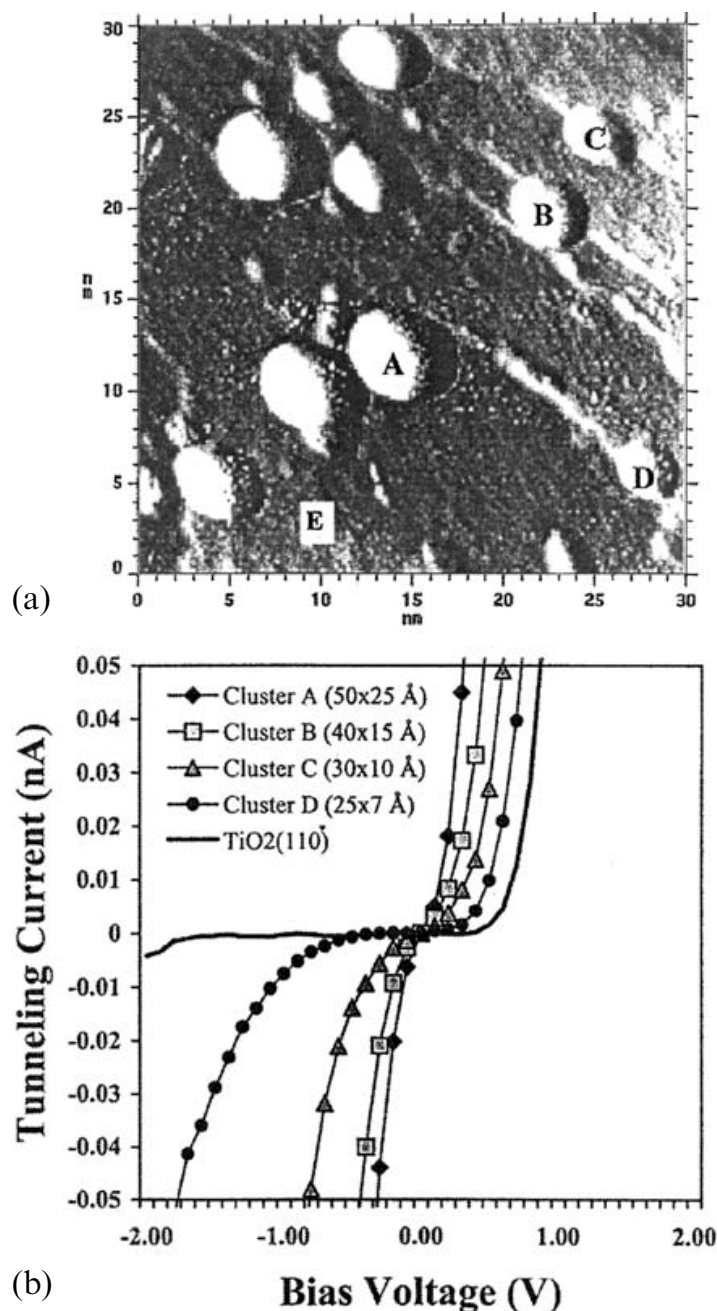 30
25
C
20
B
nm
15
A
10
D
5
E
0
0 5 10 15 20 25 30
nm
(a)
0.05
Cluster A (50x25 Å)
0.04
Cluster B (40x15 Å)
0.03
Cluster C (30x10 Å)
Cluster D (25x7 Å)
0.02
TiO2(110)
0.01
0
-0.01
-0.02
-0.03
-0.04
-0.05
Tunneling Current (nA)
-2.00 -1.00 0.00 1.00 2.00
(b) Bias Voltage (V)